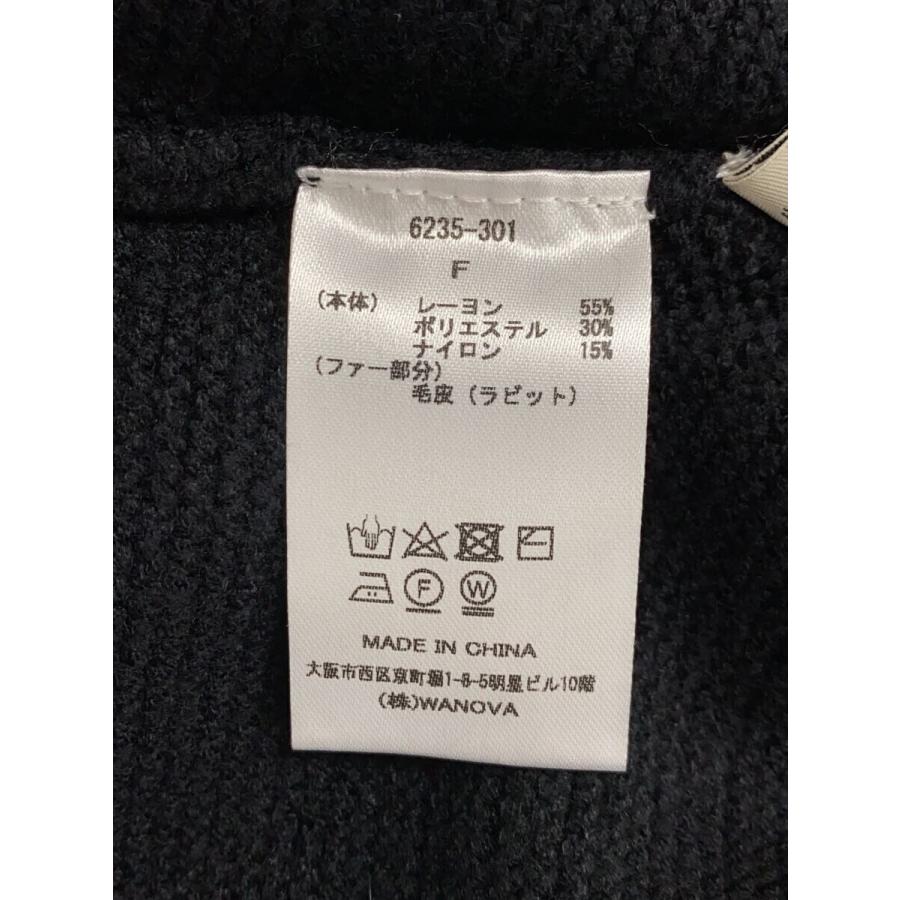 6235-301
F
(本体) レーヨン 55%
ポリエステル 30%
ナイロン 15%
(ファー部分)
毛皮 (ラビット)
F W
MADE IN CHINA
大阪市西区京町堀1-8-5明星ビル10階
(株)WANOVA